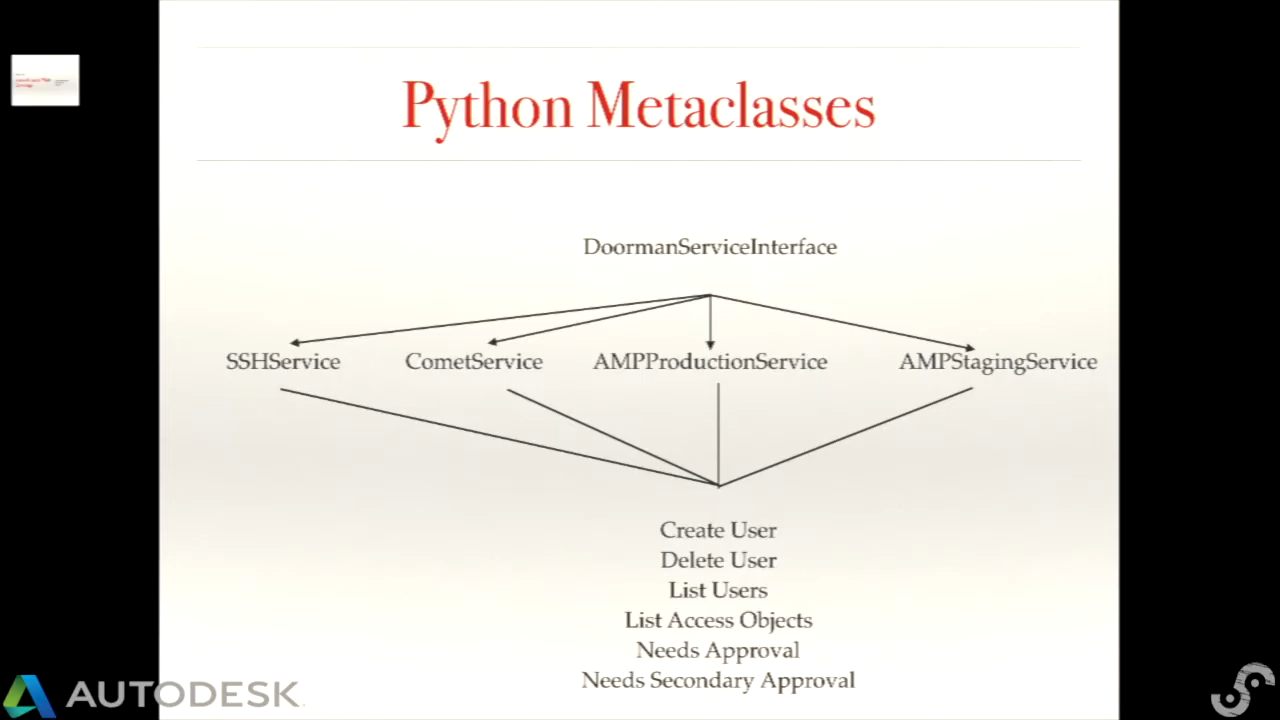 Python Metaclasses
DoormanServiceInterface
SSHService
CometService
AMPProductionService
AMPStagingService
Create User
Delete User
List Users
List Access Objects
Needs Approval
Needs Secondary Approval
AUTODESK